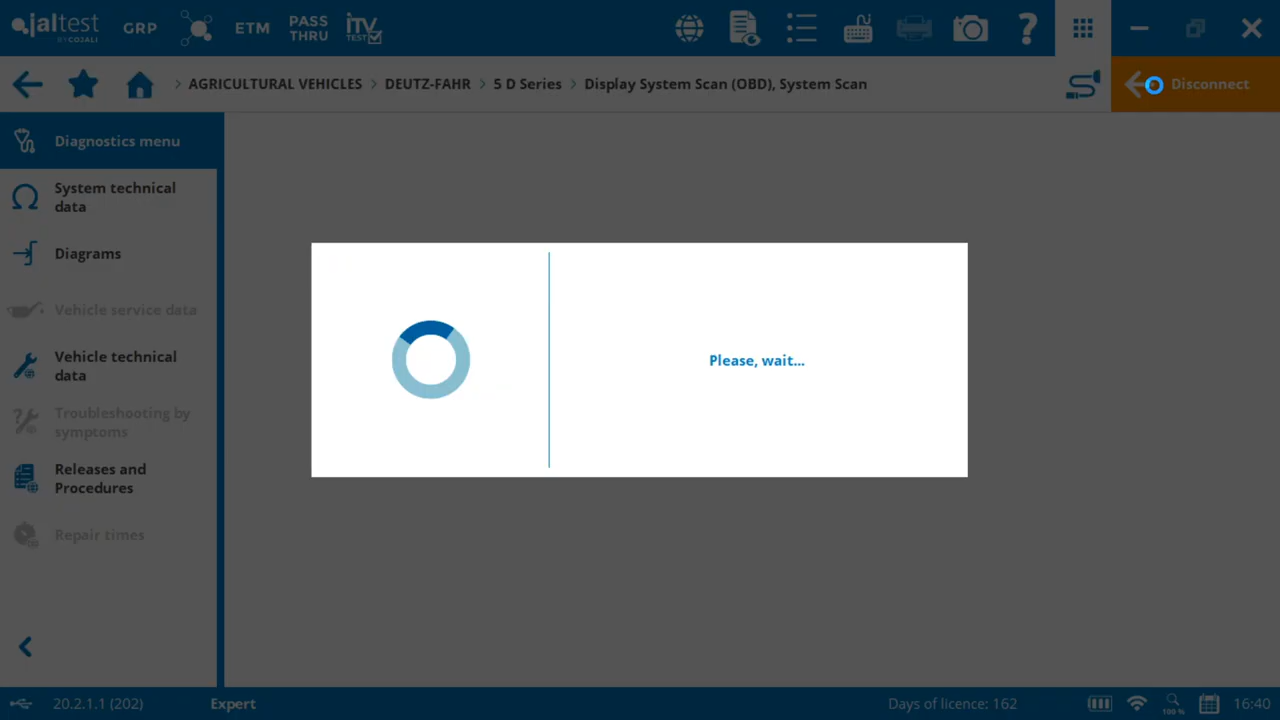 jaltest
BY COJALI
GRP
ETM
PASS
THRU
iTV
TEST
AGRICULTURAL VEHICLES
DEUTZ-FAHR
5 D Series
Display System Scan (OBD), System Scan
Disconnect
Diagnostics menu
System technical
data
Diagrams
Vehicle service data
Vehicle technical
data
Troubleshooting by
symptoms
Releases and
Procedures
Repair times
Please, wait...
20.2.1.1 (202)
Expert
Days of licence: 162
100 %
16:40